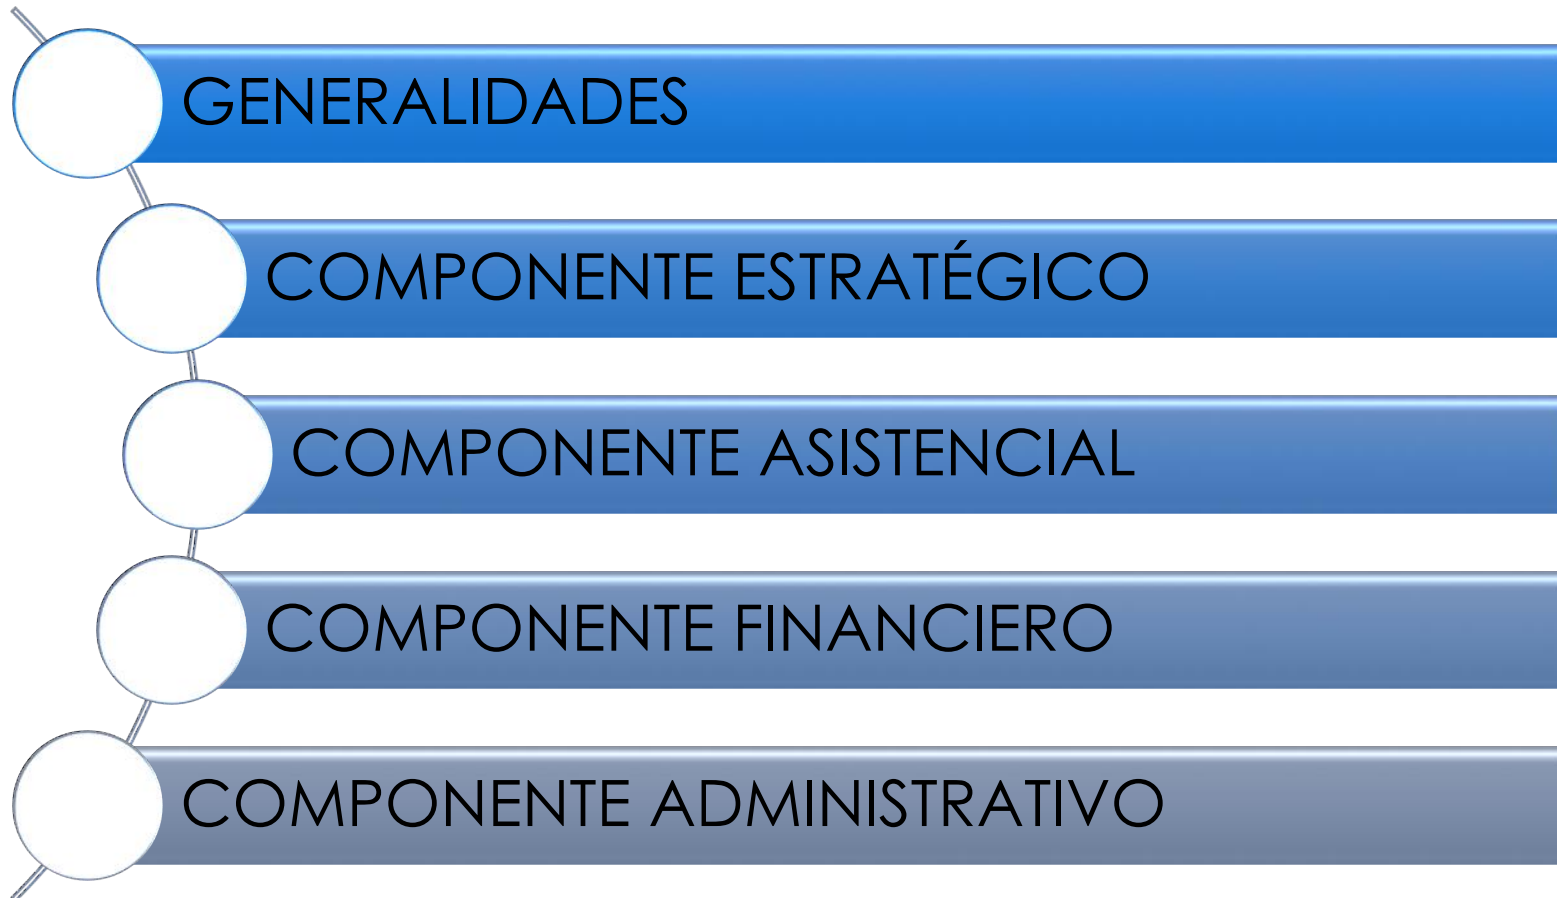 GENERALIDADES
COMPONENTE ESTRATÉGICO
COMPONENTE ASISTENCIAL
COMPONENTE FINANCIERO
COMPONENTE ADMINISTRATIVO